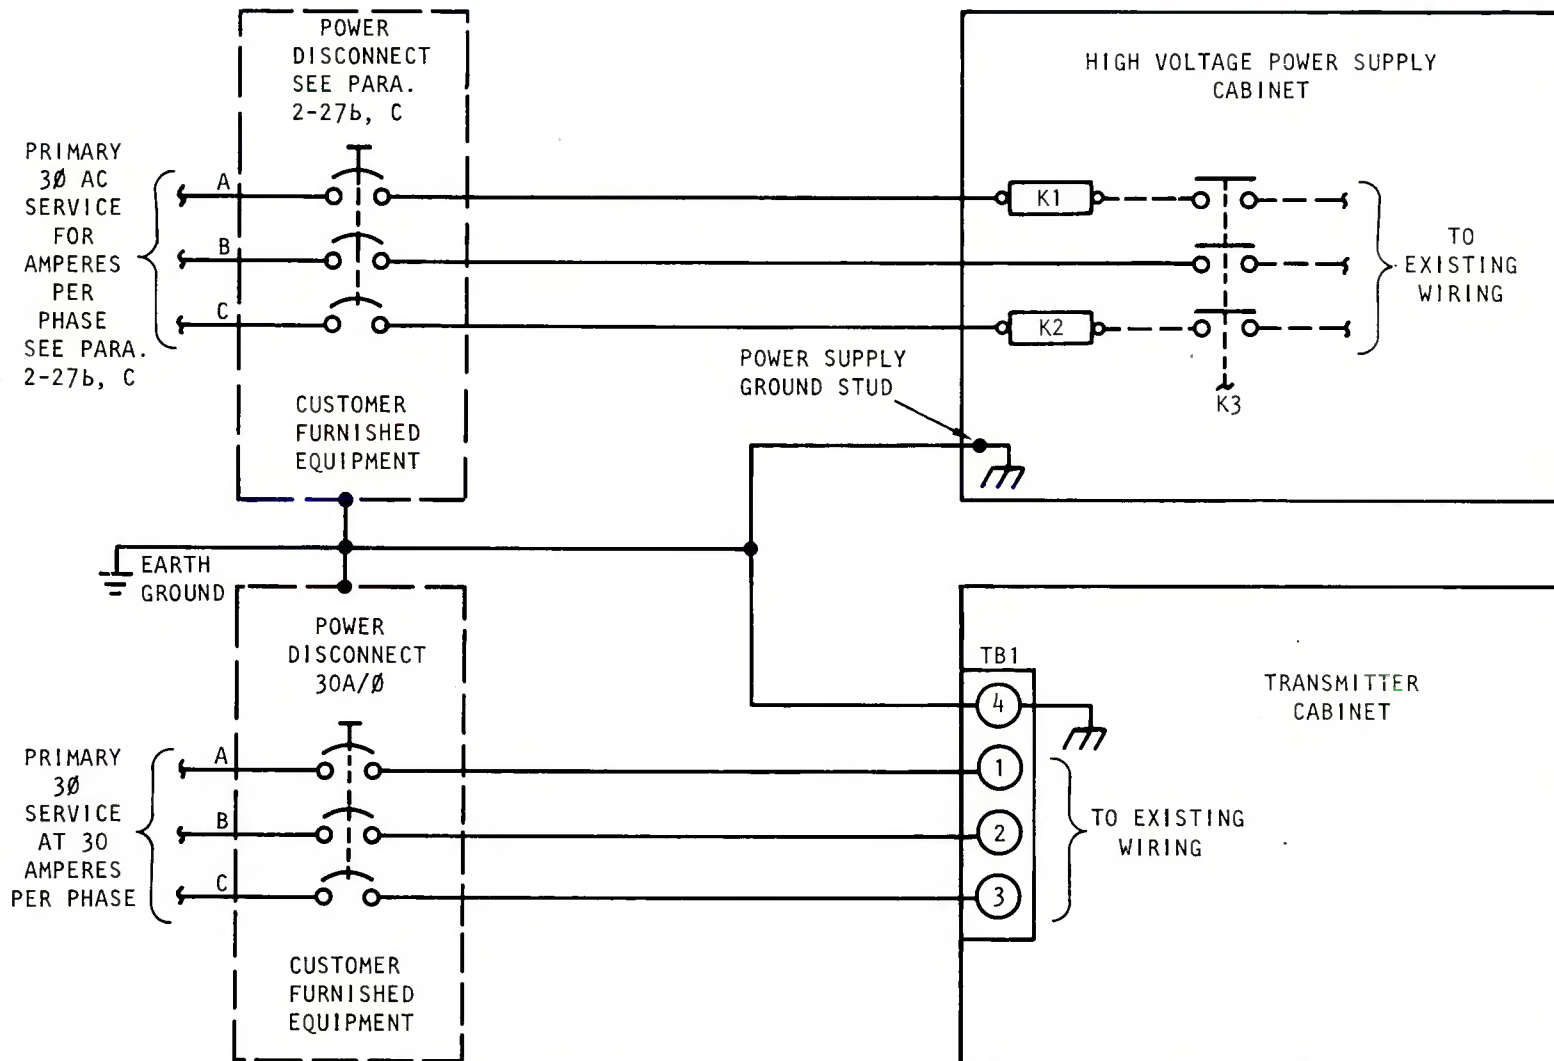 POWER
DISCONNECT
SEE PARA.
2-27b, C
HIGH VOLTAGE POWER SUPPLY
CABINET
PRIMARY
3Ø AC
SERVICE
FOR
AMPERES
PER
PHASE
SEE PARA.
2-27b, C
A
B
C
K1
K2
K3
TO
EXISTING
WIRING
CUSTOMER
FURNISHED
EQUIPMENT
POWER SUPPLY
GROUND STUD
EARTH
GROUND
POWER
DISCONNECT
30A/Ø
TB1
4
1
2
3
TRANSMITTER
CABINET
PRIMARY
3Ø
SERVICE
AT 30
AMPERES
PER PHASE
A
B
C
TO EXISTING
WIRING
CUSTOMER
FURNISHED
EQUIPMENT